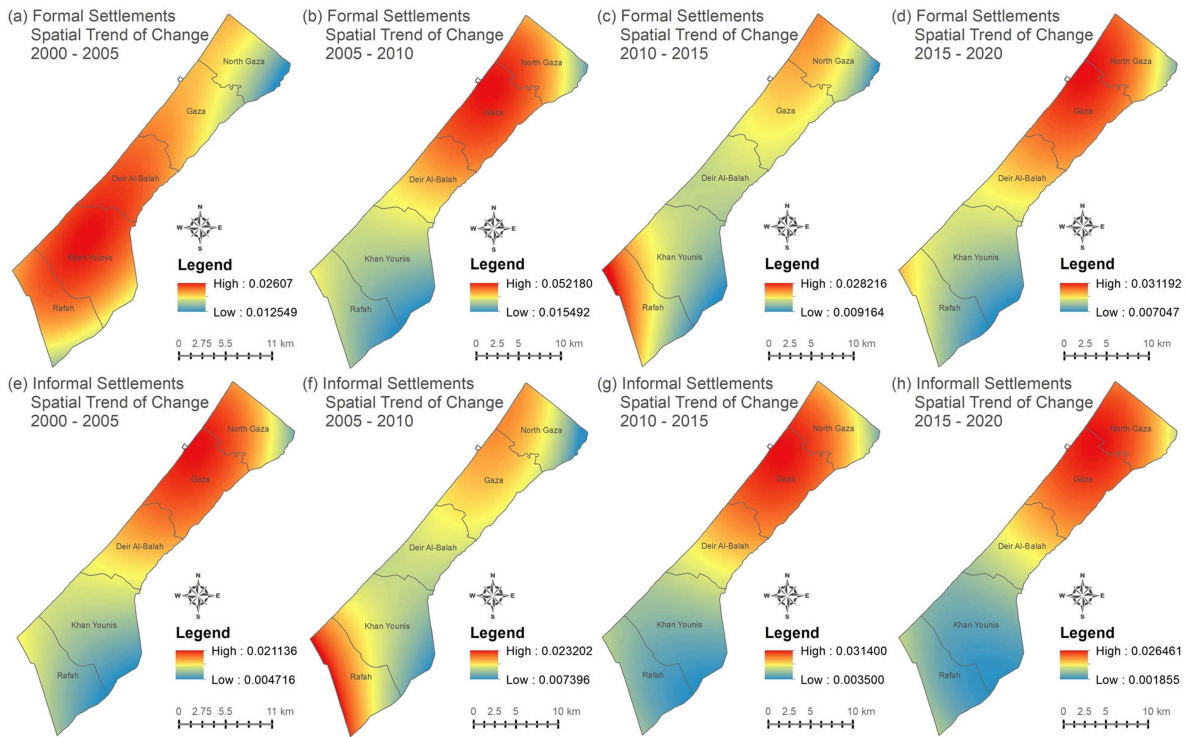 (a) Formal Settlements
Spatial Trend of Change
2000 - 2005
North Gaza
Gaza
Deir Al-Balah
Khan Younis
Rafah
N
W E
S
Legend
High : 0.02607
Low : 0.012549
0 2.75 5.5 11 km
(b) Formal Settlements
Spatial Trend of Change
2005 - 2010
North Gaza
Gaza
Deir Al-Balah
Khan Younis
Rafah
N
W E
S
Legend
High : 0.052180
Low : 0.015492
0 2.5 5 10 km
(c) Formal Settlements
Spatial Trend of Change
2010 - 2015
North Gaza
Gaza
Deir Al-Balah
Khan Younis
Rafah
N
W E
S
Legend
High : 0.028216
Low : 0.009164
0 2.5 5 10 km
(d) Formal Settlements
Spatial Trend of Change
2015 - 2020
North Gaza
Gaza
Deir Al-Balah
Khan Younis
Rafah
N
W E
S
Legend
High : 0.031192
Low : 0.007047
0 2.5 5 10 km
(e) Informal Settlements
Spatial Trend of Change
2000 - 2005
North Gaza
Gaza
Deir Al-Balah
Khan Younis
Rafah
N
W E
S
Legend
High : 0.021136
Low : 0.004716
0 2.75 5.5 11 km
(f) Informal Settlements
Spatial Trend of Change
2005 - 2010
North Gaza
Gaza
Deir Al-Balah
Khan Younis
Rafah
N
W E
S
Legend
High : 0.023202
Low : 0.007396
0 2.5 5 10 km
(g) Informal Settlements
Spatial Trend of Change
2010 - 2015
North Gaza
Gaza
Deir Al-Balah
Khan Younis
Rafah
N
W E
S
Legend
High : 0.031400
Low : 0.003500
0 2.5 5 10 km
(h) Informall Settlements
Spatial Trend of Change
2015 - 2020
North Gaza
Gaza
Deir Al-Balah
Khan Younis
Rafah
N
W E
S
Legend
High : 0.026461
Low : 0.001855
0 2.5 5 10 km